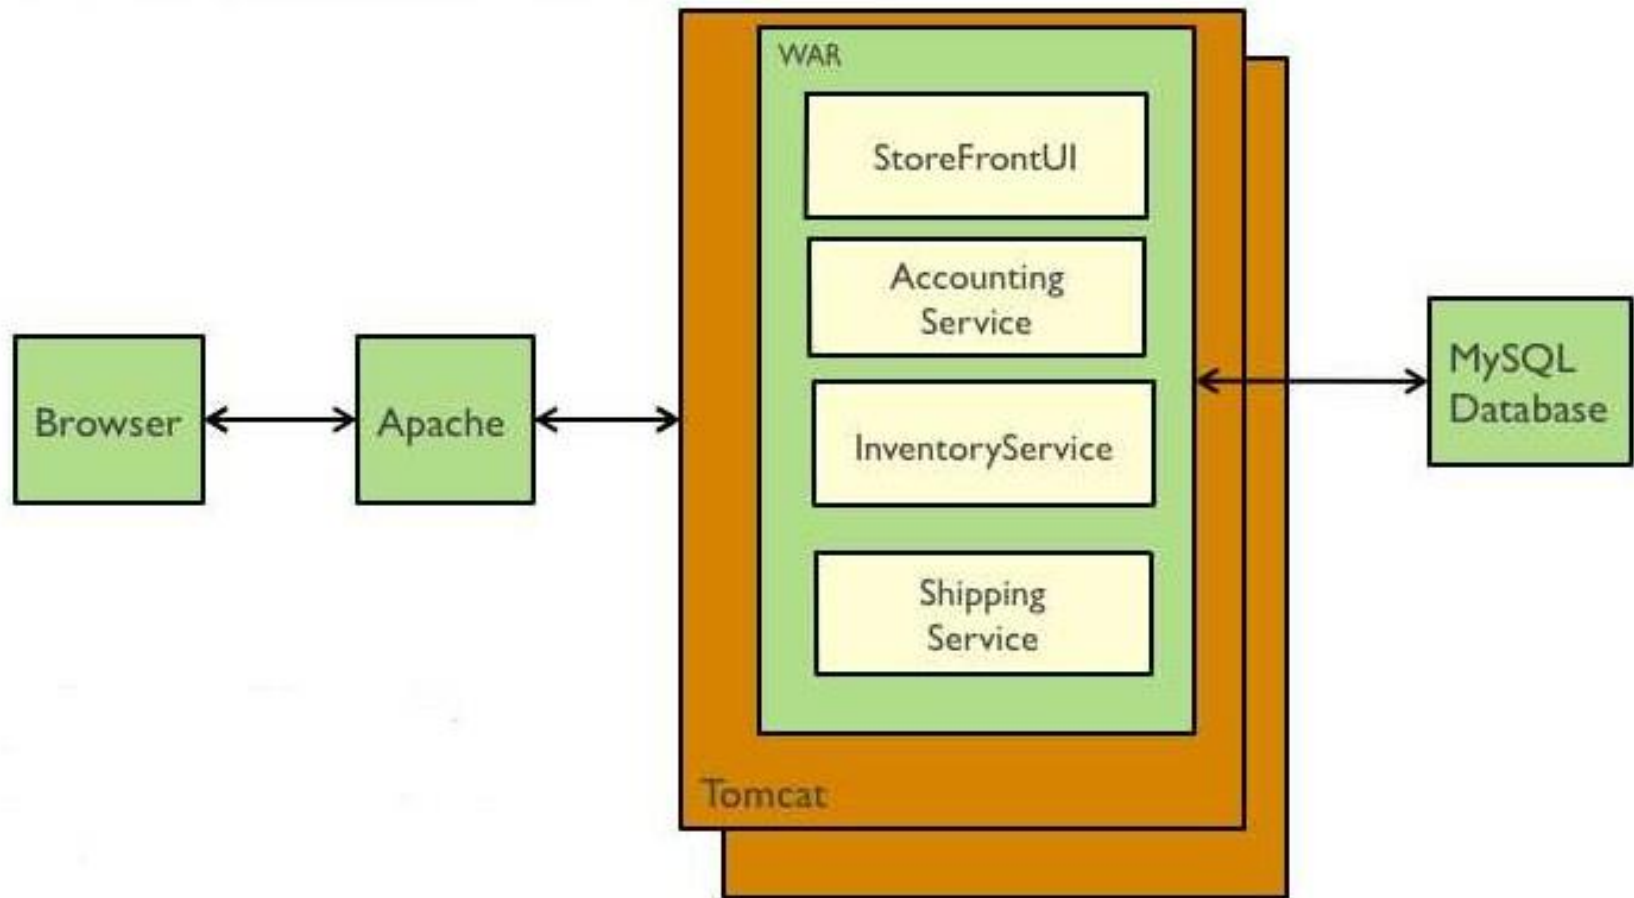 WAR
StoreFrontUI
Accounting
Service
InventoryService
Shipping
Service
Tomcat
Browser
Apache
MySQL
Database